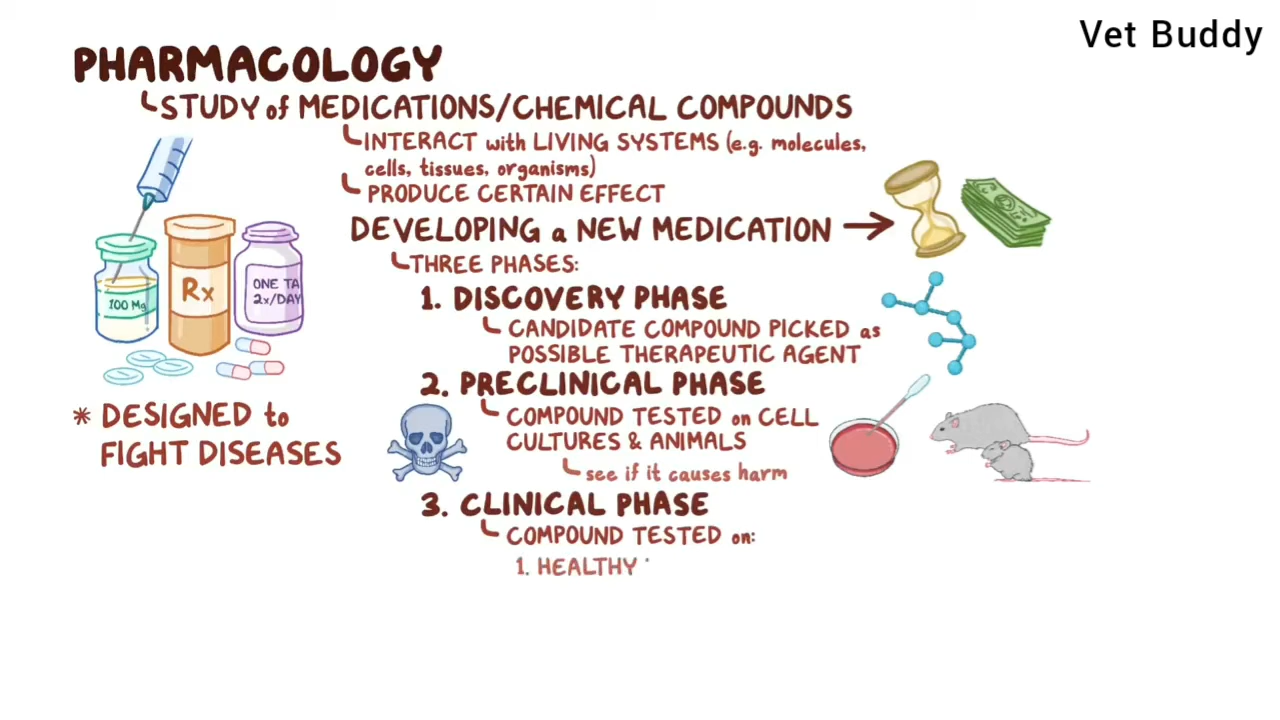 Vet Buddy
PHARMACOLOGY
STUDY of MEDICATIONS/CHEMICAL COMPOUNDS
INTERACT with LIVING SYSTEMS (e.g. molecules,
cells, tissues, organisms)
PRODUCE CERTAIN EFFECT
DEVELOPING a NEW MEDICATION →
THREE PHASES:
1. DISCOVERY PHASE
CANDIDATE COMPOUND PICKED as
POSSIBLE THERAPEUTIC AGENT
2. PRECLINICAL PHASE
COMPOUND TESTED on CELL
CULTURES & ANIMALS
see if it causes harm
3. CLINICAL PHASE
COMPOUND TESTED on:
1. HEALTHY
100 Mg
Rx
ONE TA
2x/DAY
* DESIGNED to
FIGHT DISEASES